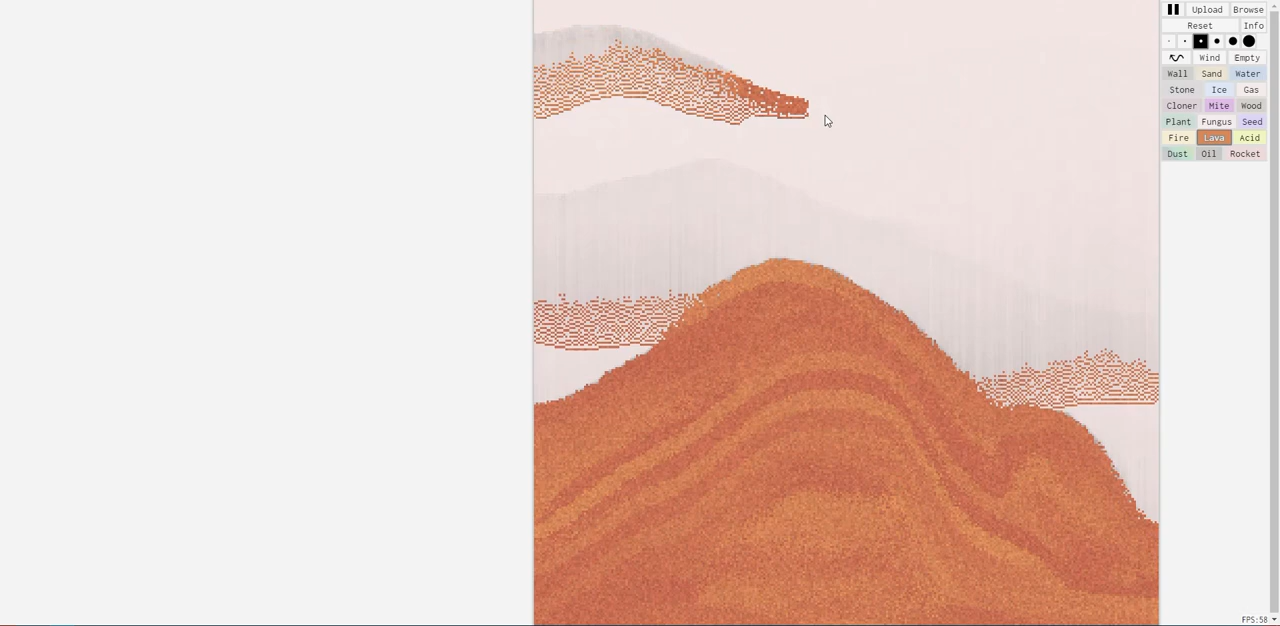 Upload Browse
Reset Info
Wind Empty
Wall Sand Water
Stone Ice Gas
Cloner Mite Wood
Plant Fungus Seed
Fire Lava Acid
Dust Oil Rocket
FPS:58